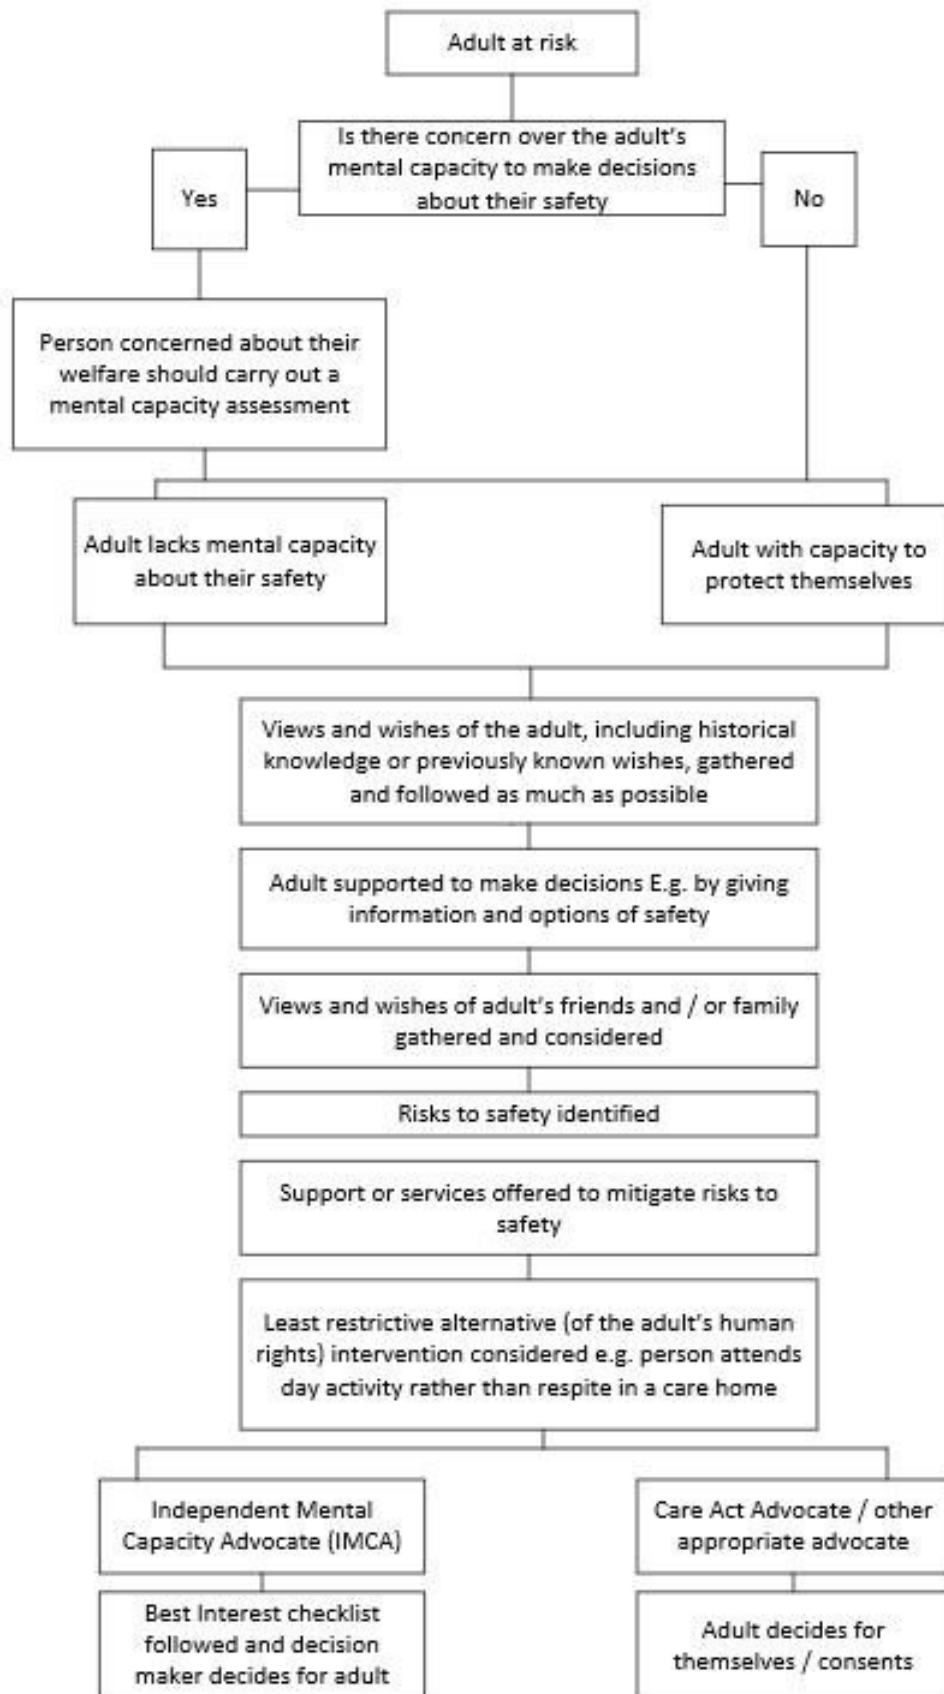 Adult at risk
Is there concern over the adult's
mental capacity to make decisions
about their safety
Yes
No
Person concerned about their
welfare should carry out a
mental capacity assessment
Adult lacks mental capacity
about their safety
Adult with capacity to
protect themselves
Views and wishes of the adult, including historical
knowledge or previously known wishes, gathered
and followed as much as possible
Adult supported to make decisions E.g. by giving
information and options of safety
Views and wishes of adult's friends and / or family
gathered and considered
Risks to safety identified
Support or services offered to mitigate risks to
safety
Least restrictive alternative (of the adult's human
rights) intervention considered e.g. person attends
day activity rather than respite in a care home
Independent Mental
Capacity Advocate (IMCA)
Care Act Advocate / other
appropriate advocate
Best Interest checklist
followed and decision
maker decides for adult
Adult decides for
themselves / consents